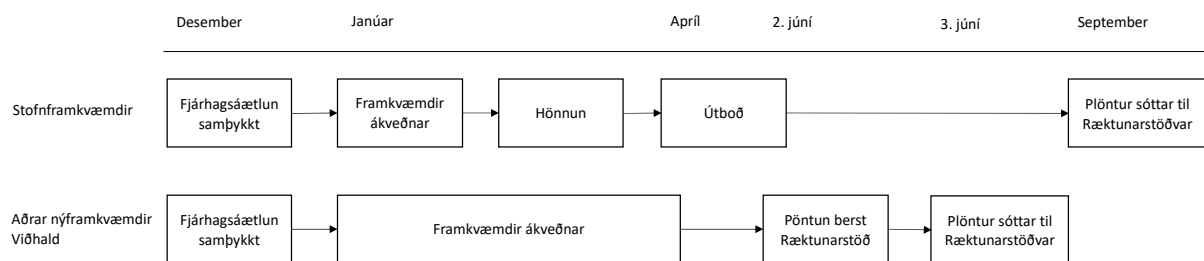 Desember
Janúar
Apríl
2. júní
3. júní
September
Stofnframkvæmdir
Fjárhagsáætlun
samþykkt
Framkvæmdir
ákveðnar
Hönnun
Útboð
Plöntur sóttar til
Ræktunarstöðvar
Aðrar nýframkvæmdir
Viðhald
Fjárhagsáætlun
samþykkt
Framkvæmdir ákveðnar
Pöntun berst
Ræktunarstöð
Plöntur sóttar til
Ræktunarstöðvar